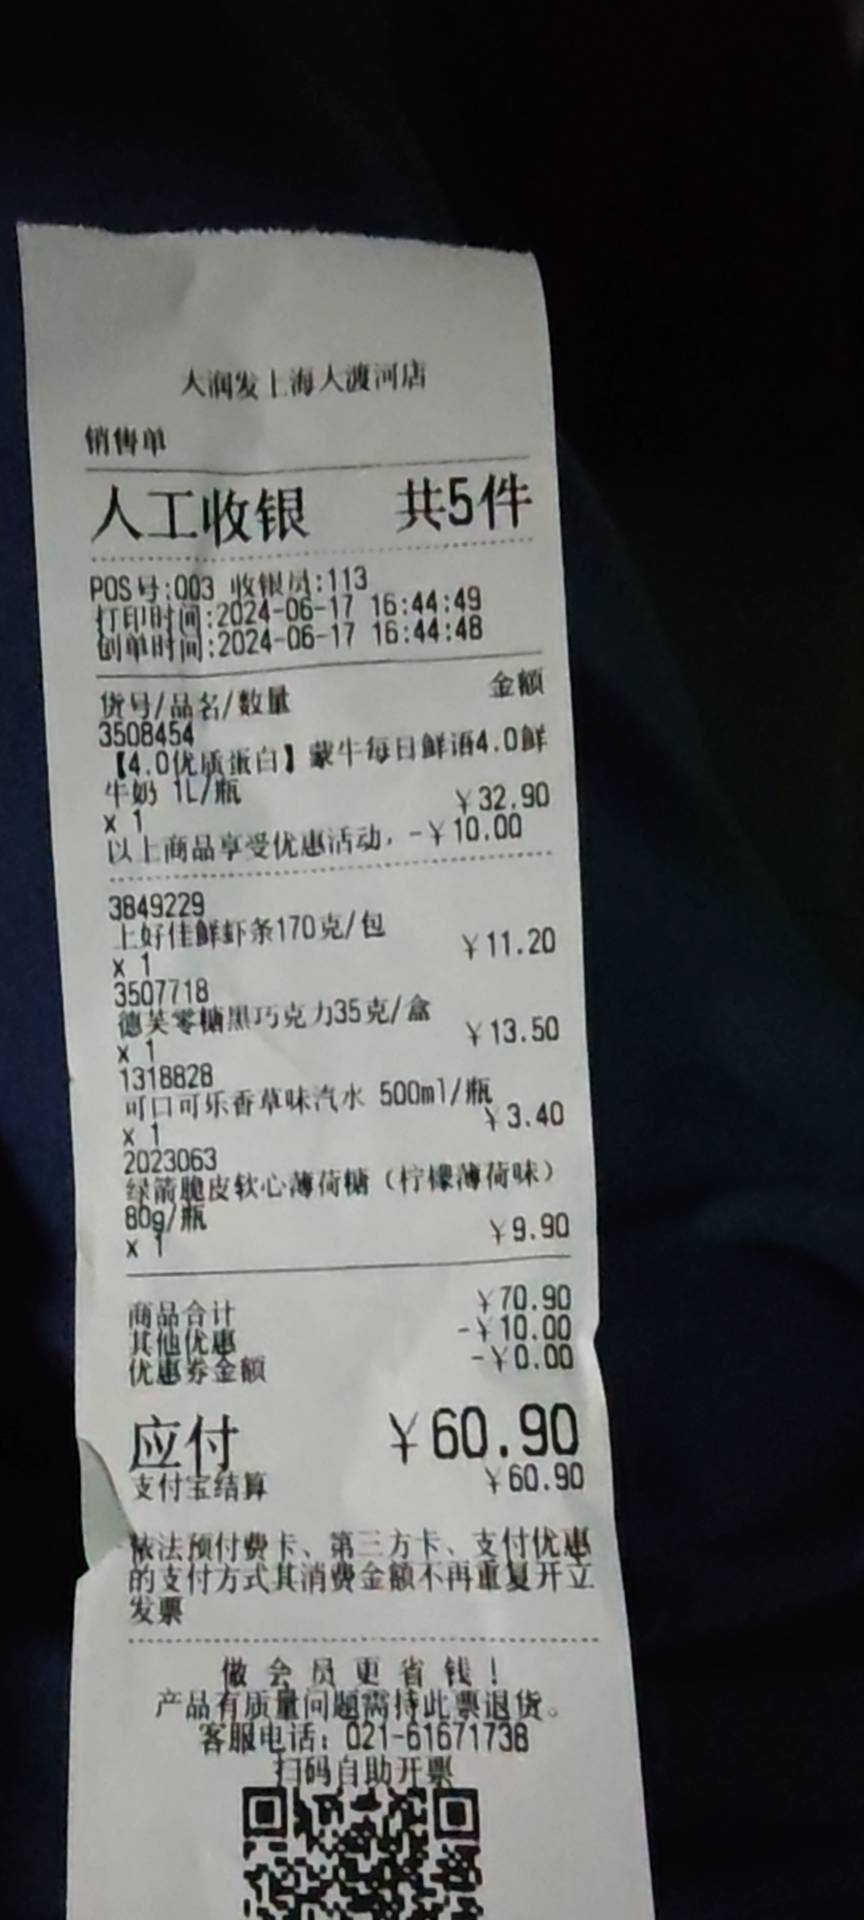 大润发上海大渡河店
销售单
人工收银 共5件
POS号:003 收银员:113
打印时间:2024-06-17 16:44:49
创单时间:2024-06-17 16:44:48
货号/品名/数量 金额
3508454
【4.0优质蛋白】蒙牛每日鲜语4.0鲜
牛奶 1L/瓶
x 1 ¥32.90
以上商品享受优惠活动，-¥10.00
3849229
上好佳鲜虾条170克/包
x 1 ¥11.20
3507718
德芙零糖黑巧克力35克/盒
x 1 ¥13.50
1318828
可口可乐香草味汽水 500ml/瓶
x 1 ¥3.40
2023063
绿箭脆皮软心薄荷糖（柠檬薄荷味）
80g/瓶
x 1 ¥9.90
商品合计 ¥70.90
其他优惠 -¥10.00
优惠券金额 -¥0.00
应付 ¥60.90
支付宝结算 ¥60.90
依法预付费卡、第三方卡、支付优惠
的支付方式其消费金额不再重复开立
发票
做会员更省钱！
产品有质量问题需持此票退货。
客服电话：021-61671738
扫码自助开票